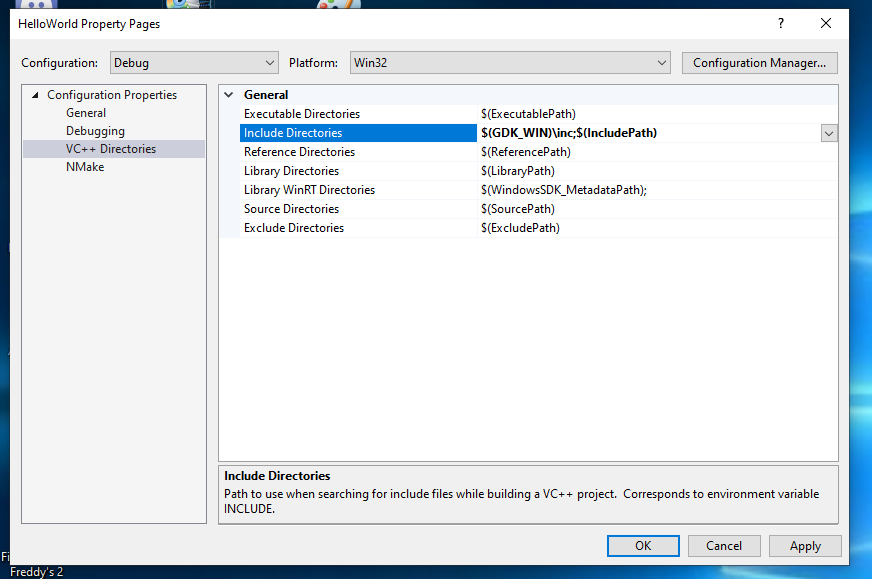 HelloWorld Property Pages
?
Configuration: Debug Platform: Win32 Configuration Manager...
Configuration Properties
General
Debugging
VC++ Directories
NMake
General
Executable Directories $(ExecutablePath)
Include Directories $(GDK_WIN)\inc;$(IncludePath)
Reference Directories $(ReferencePath)
Library Directories $(LibraryPath)
Library WinRT Directories $(WindowsSDK_MetadataPath);
Source Directories $(SourcePath)
Exclude Directories $(ExcludePath)
Include Directories
Path to use when searching for include files while building a VC++ project. Corresponds to environment variable
INCLUDE.
OK Cancel Apply
Freddy's 2